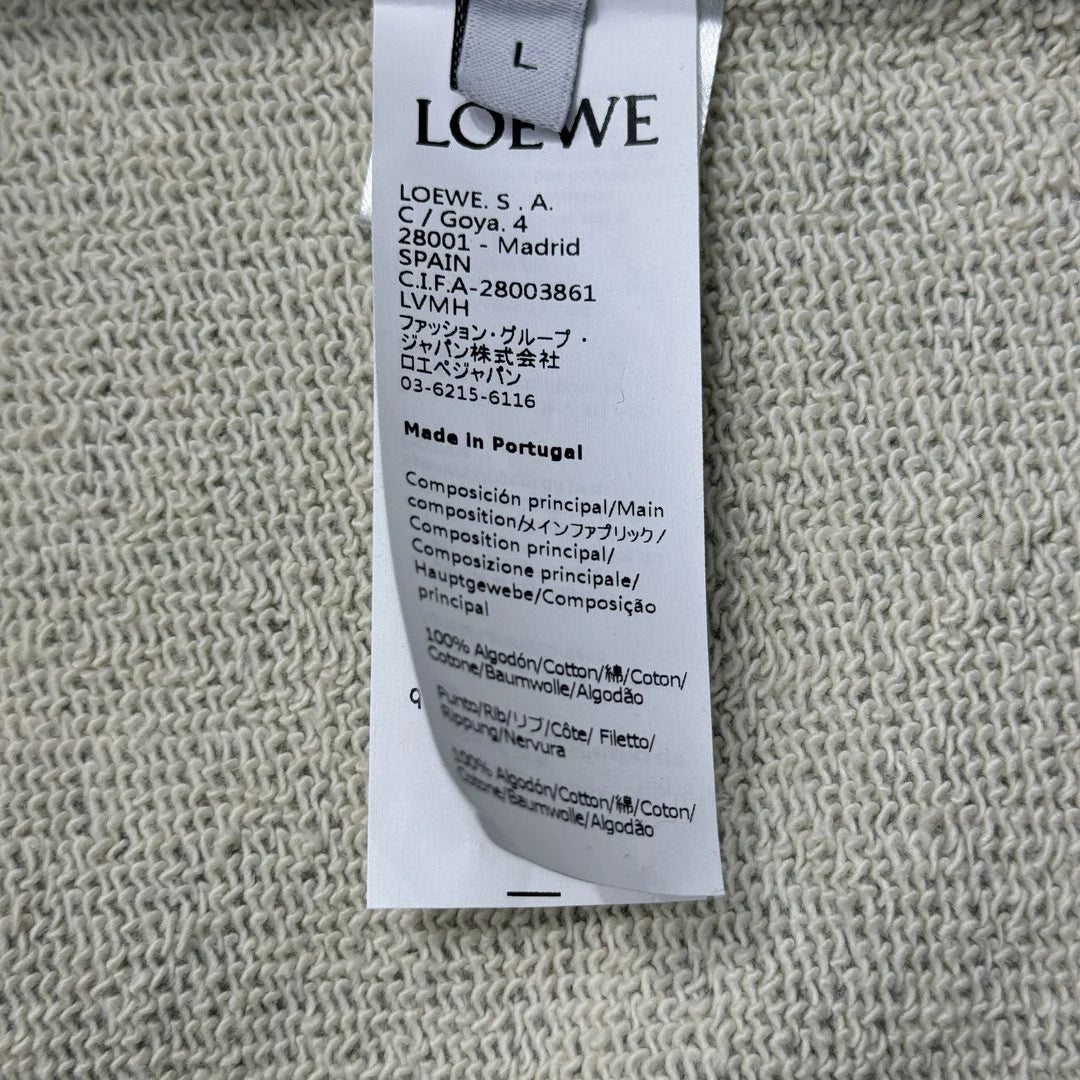 L
LOEWE
LOEWE. S . A.
C / Goya. 4
28001 - Madrid
SPAIN
C.I.F.A-28003861
LVMH
ファッション・グループ・
ジャパン株式会社
ロエベジャパン
03-6215-6116
Made in Portugal
Composición principal/Main
composition/メインファブリック/
Composition principal/
Composizione principale/
Hauptgewebe/Composição
principal
100% Algodón/Cotton/綿/Coton/
Cotone/Baumwolle/Algodão
9
Punto/Rib/リブ/Côte/ Filetto/
Rippung/Nervura
100% Algodón/Cotton/綿/Coton/
Cotone/Baumwolle/Algodão